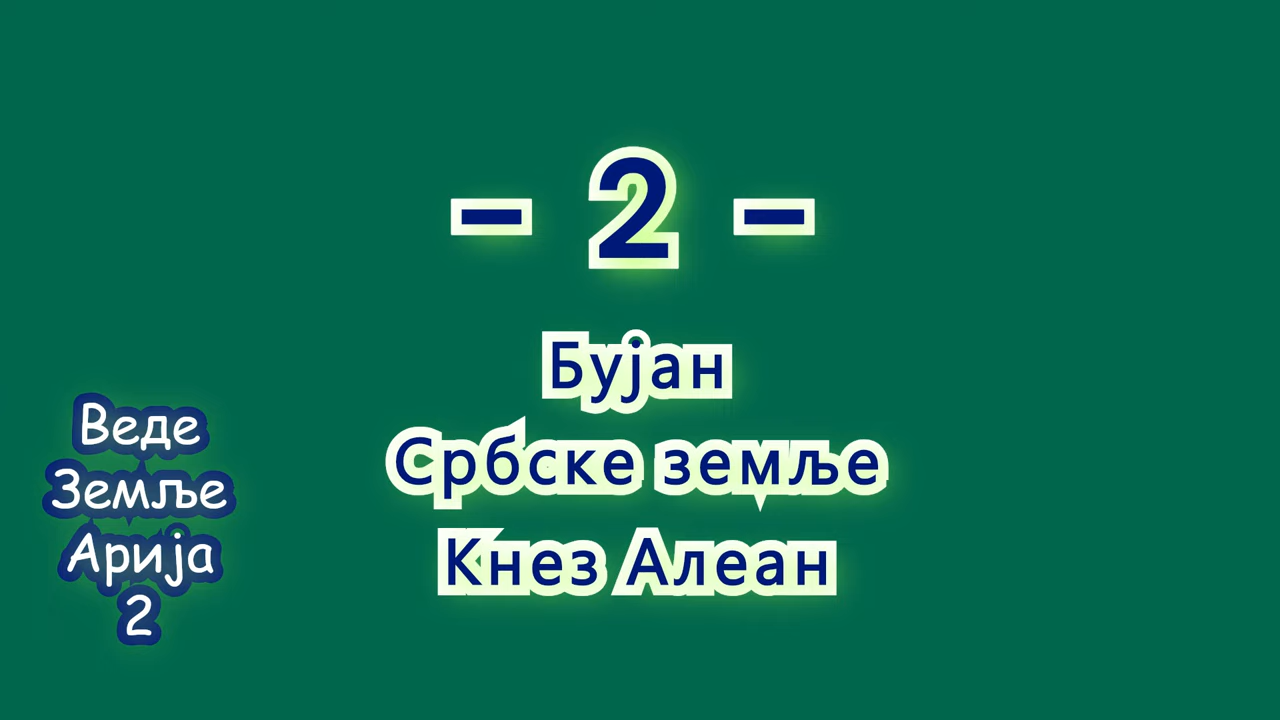 – 2 –
Бујан
Србске земље
Кнез Алеан
Веде
Земље
Арија
2